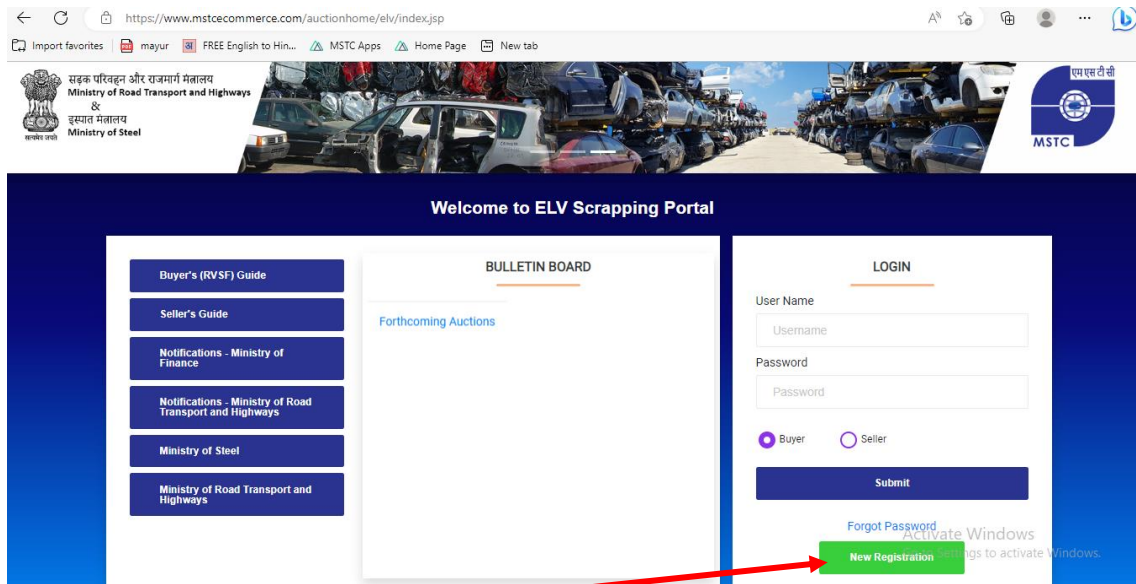 https://www.mstcecommerce.com/auctionhome/elv/index.jsp
Import favorites
mayur
FREE English to Hin...
MSTC Apps
Home Page
New tab
सड़क परिवहन और राजमार्ग मंत्रालय
Ministry of Road Transport and Highways
&
इस्पात मंत्रालय
Ministry of Steel
सत्यमेव जयते
एम एस टी सी
MSTC
Welcome to ELV Scrapping Portal
Buyer's (RVSF) Guide
Seller's Guide
Notifications - Ministry of
Finance
Notifications - Ministry of Road
Transport and Highways
Ministry of Steel
Ministry of Road Transport and
Highways
BULLETIN BOARD
Forthcoming Auctions
LOGIN
User Name
Username
Password
Password
Buyer
Seller
Submit
Forgot Password
New Registration
Activate Windows
Settings to activate Windows.